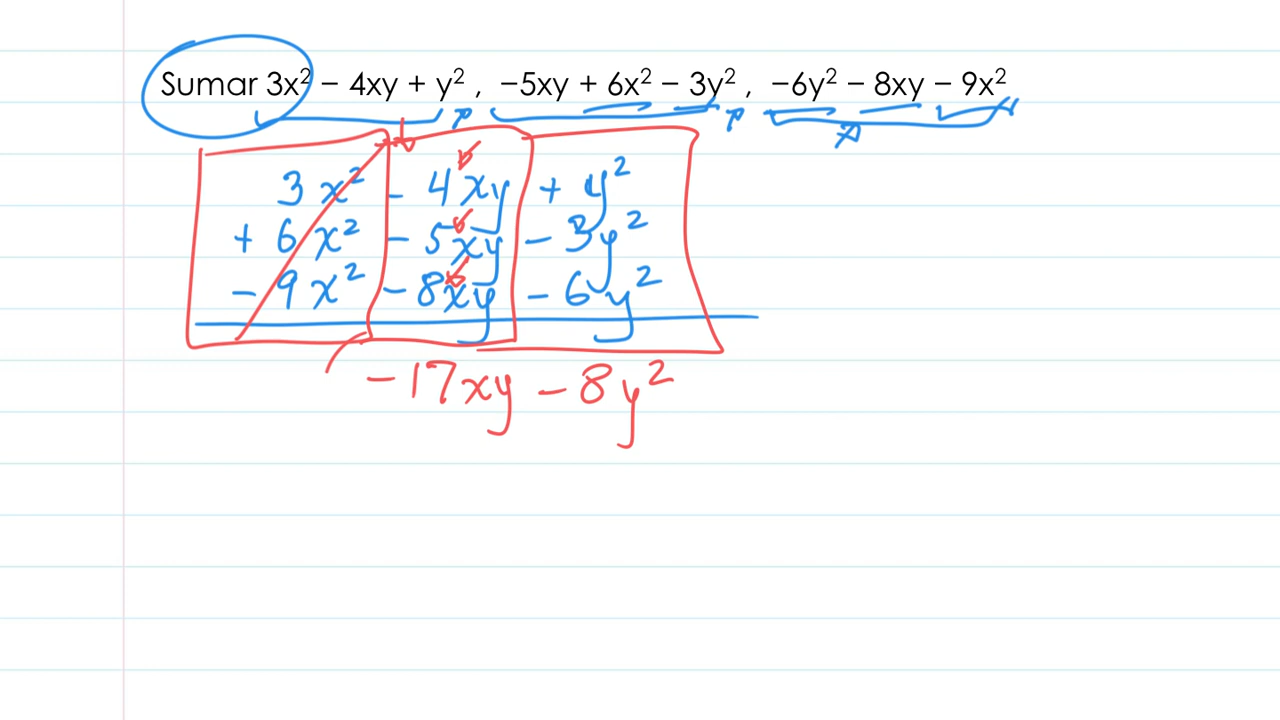 Sumar 3x² − 4xy + y² , −5xy + 6x² − 3y² , −6y² − 8xy − 9x²
3x² − 4xy + y²
+ 6x² − 5xy − 3y²
− 9x² − 8xy − 6y²
− 17xy − 8y²